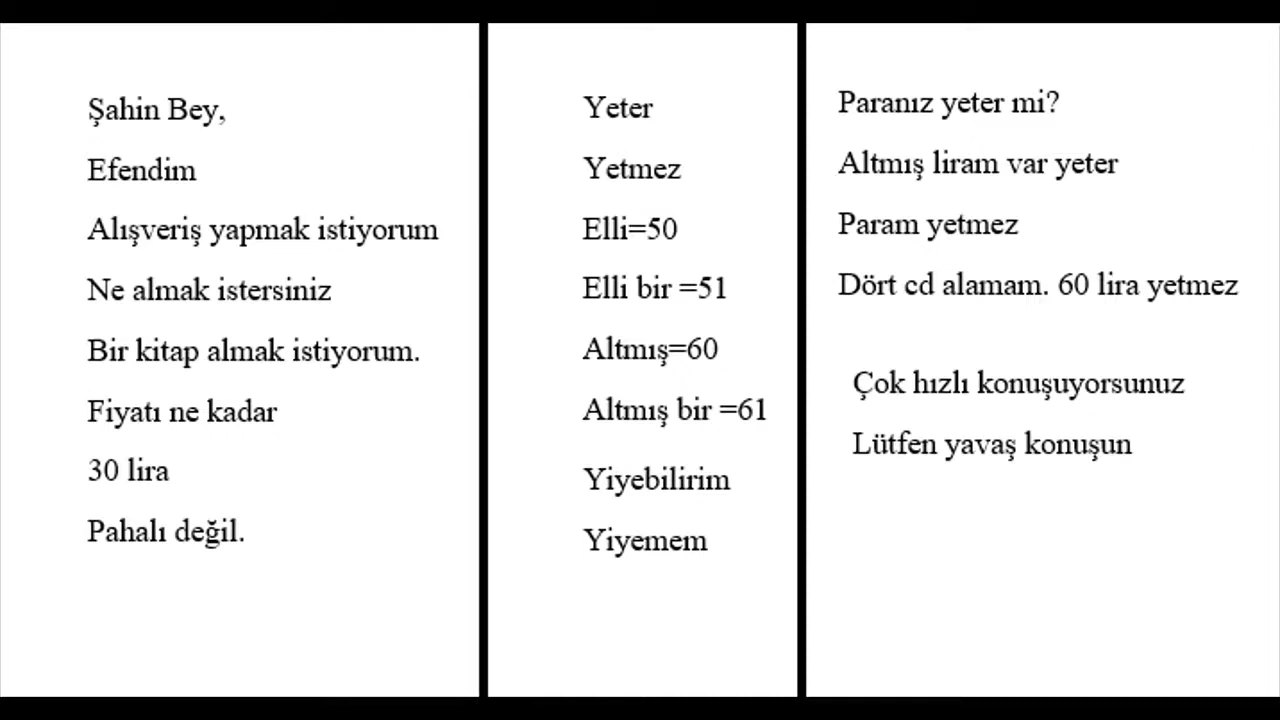 Şahin Bey,
Efendim
Alışveriş yapmak istiyorum
Ne almak istersiniz
Bir kitap almak istiyorum.
Fiyatı ne kadar
30 lira
Pahalı değil.
Yeter
Yetmez
Elli=50
Elli bir =51
Altmış=60
Altmış bir =61
Yiyebilirim
Yiyemem
Paranız yeter mi?
Altmış liram var yeter
Param yetmez
Dört cd alamam. 60 lira yetmez
Çok hızlı konuşuyorsunuz
Lütfen yavaş konuşun